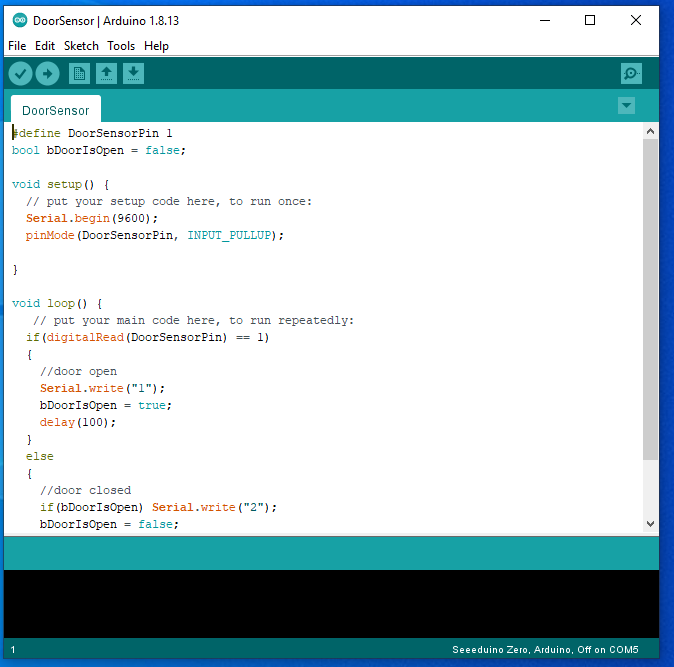 DoorSensor | Arduino 1.8.13
File Edit Sketch Tools Help
DoorSensor
#define DoorSensorPin 1
bool bDoorIsOpen = false;

void setup() {
  // put your setup code here, to run once:
  Serial.begin(9600);
  pinMode(DoorSensorPin, INPUT_PULLUP);

}

void loop() {
   // put your main code here, to run repeatedly:
  if(digitalRead(DoorSensorPin) == 1)
  {
    //door open
    Serial.write("1");
    bDoorIsOpen = true;
    delay(100);
  }
  else
  {
    //door closed
    if(bDoorIsOpen) Serial.write("2");
    bDoorIsOpen = false;
1
Seeeduino Zero, Arduino, Off on COM5